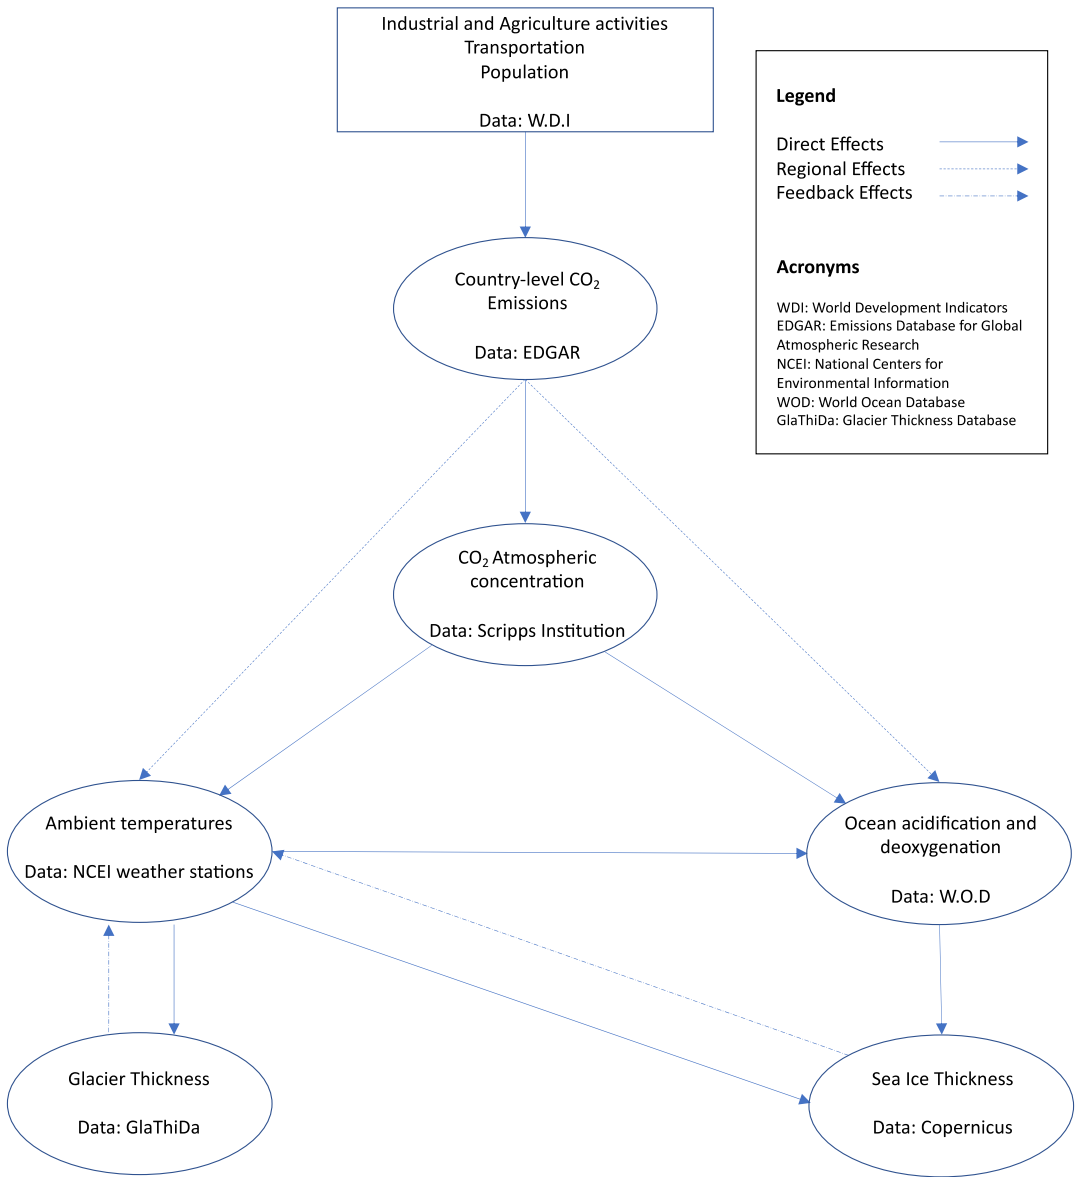 Industrial and Agriculture activities
Transportation
Population
Data: W.D.I
Legend
Direct Effects
Regional Effects
Feedback Effects
Acronyms
WDI: World Development Indicators
EDGAR: Emissions Database for Global
Atmospheric Research
NCEI: National Centers for
Environmental Information
WOD: World Ocean Database
GlaThiDa: Glacier Thickness Database
Country-level CO₂
Emissions
Data: EDGAR
CO₂ Atmospheric
concentration
Data: Scripps Institution
Ambient temperatures
Data: NCEI weather stations
Ocean acidification and
deoxygenation
Data: W.O.D
Glacier Thickness
Data: GlaThiDa
Sea Ice Thickness
Data: Copernicus